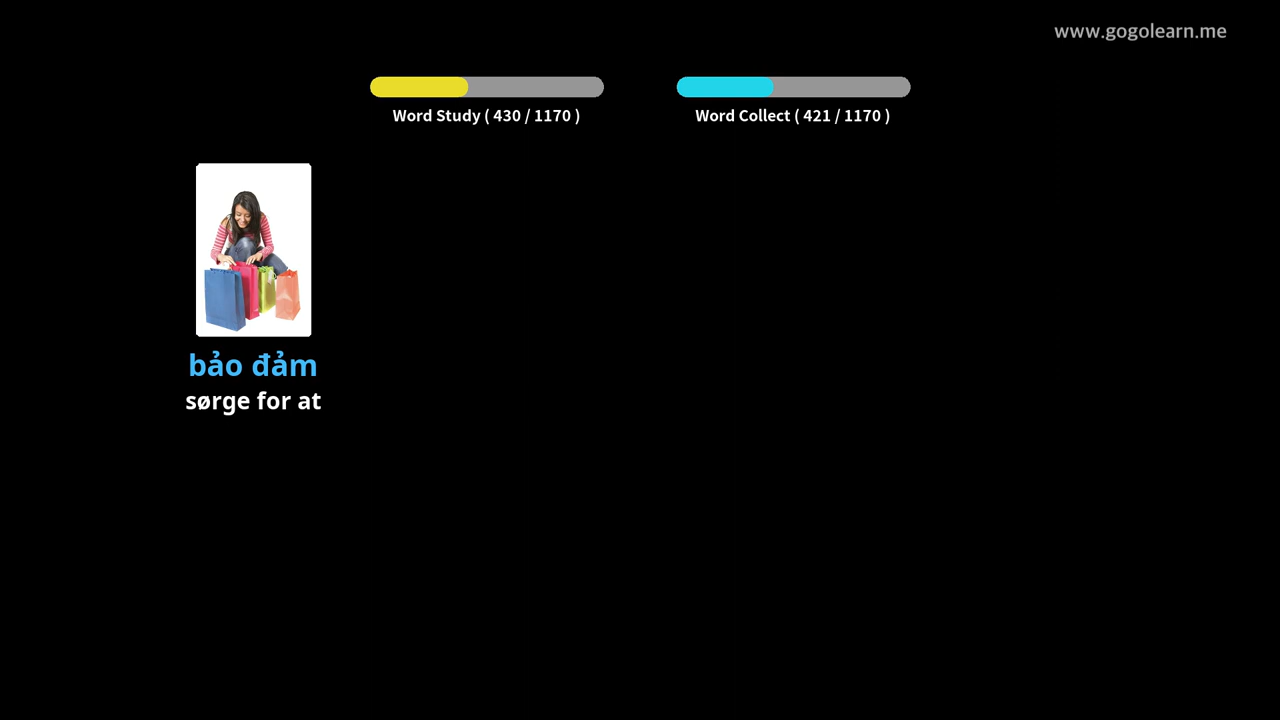 www.gogolearn.me
Word Study ( 430 / 1170 )
Word Collect ( 421 / 1170 )
bảo đảm
sørge for at